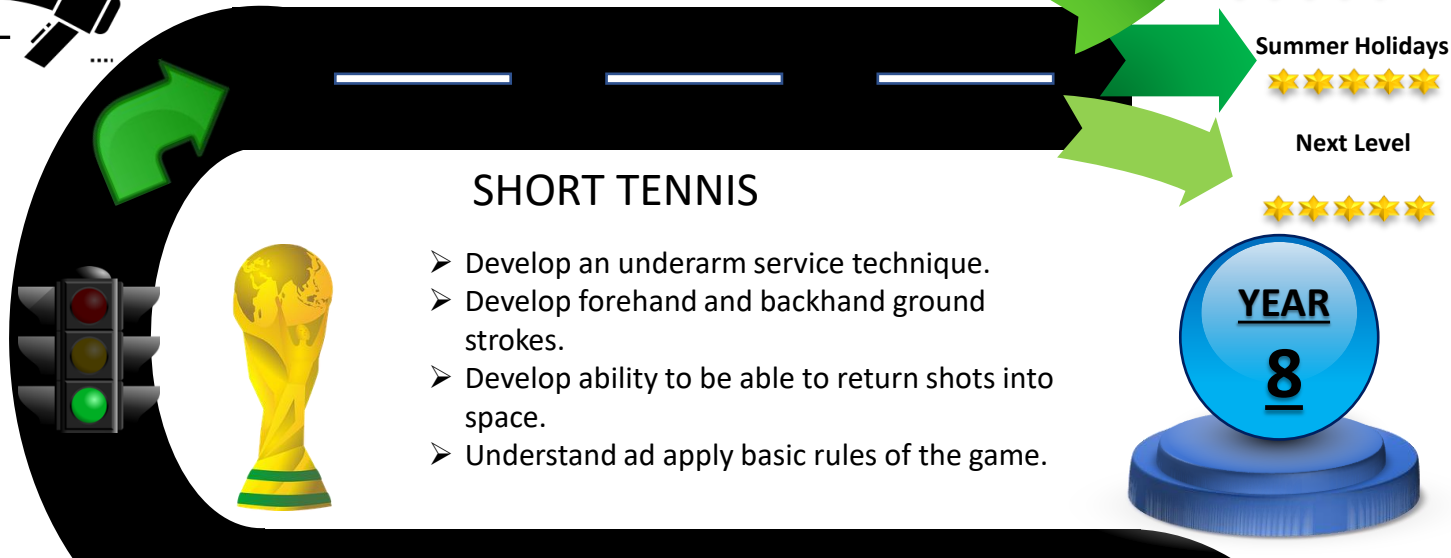 Summer Holidays
Next Level
SHORT TENNIS
➢ Develop an underarm service technique.
➢ Develop forehand and backhand ground
strokes.
➢ Develop ability to be able to return shots into
space.
➢ Understand ad apply basic rules of the game.
YEAR
8